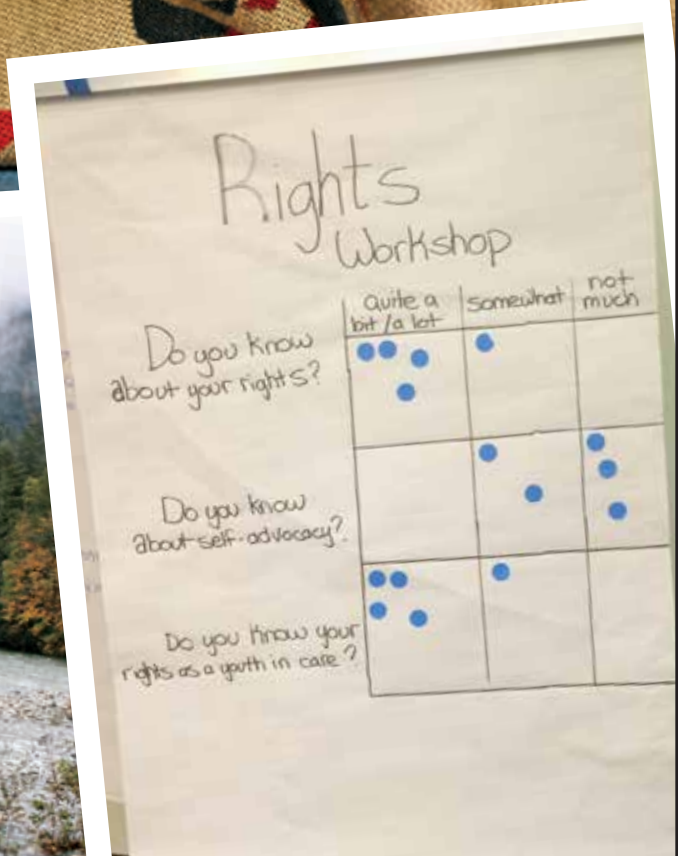 Rights
Workshop
quite a
bit/a lot
somewhat
not
much
Do you know
about your rights?
Do you know
about self-advocacy?
Do you know your
rights as a youth in care?